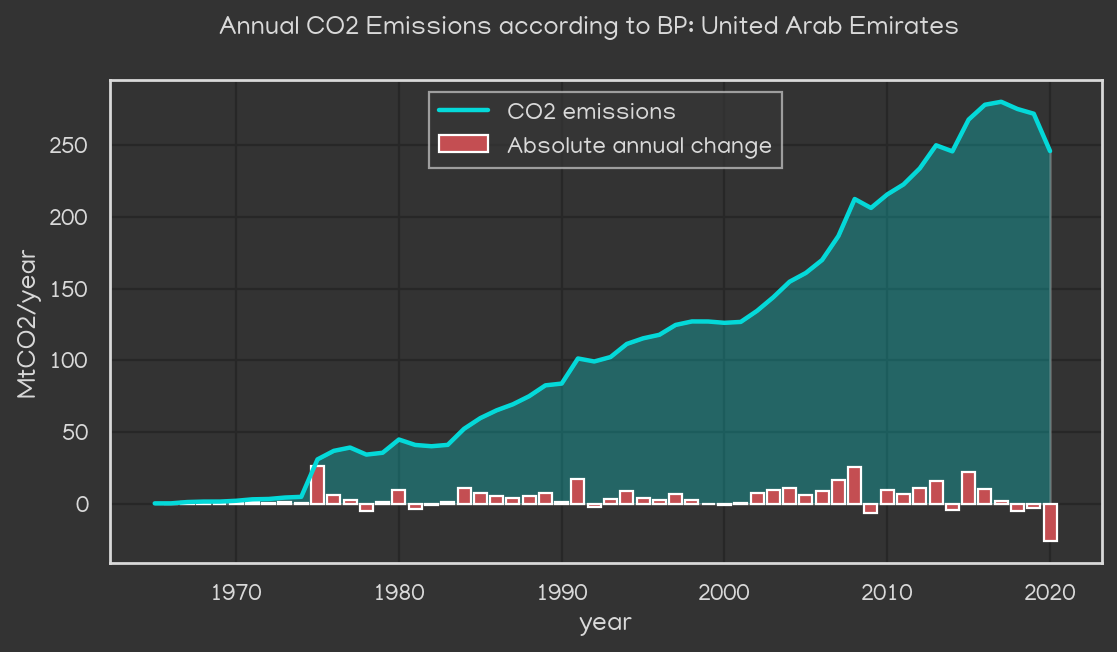 Annual CO2 Emissions according to BP: United Arab Emirates
CO2 emissions
Absolute annual change
MtCO2/year
250
200
150
100
50
0
1970 1980 1990 2000 2010 2020
year